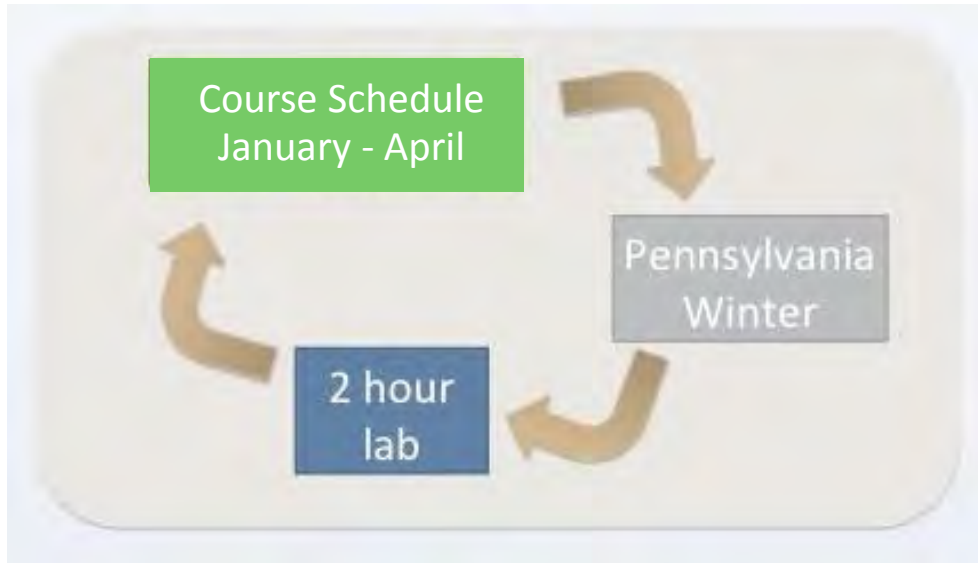 Course Schedule
January - April
Pennsylvania
Winter
2 hour
lab